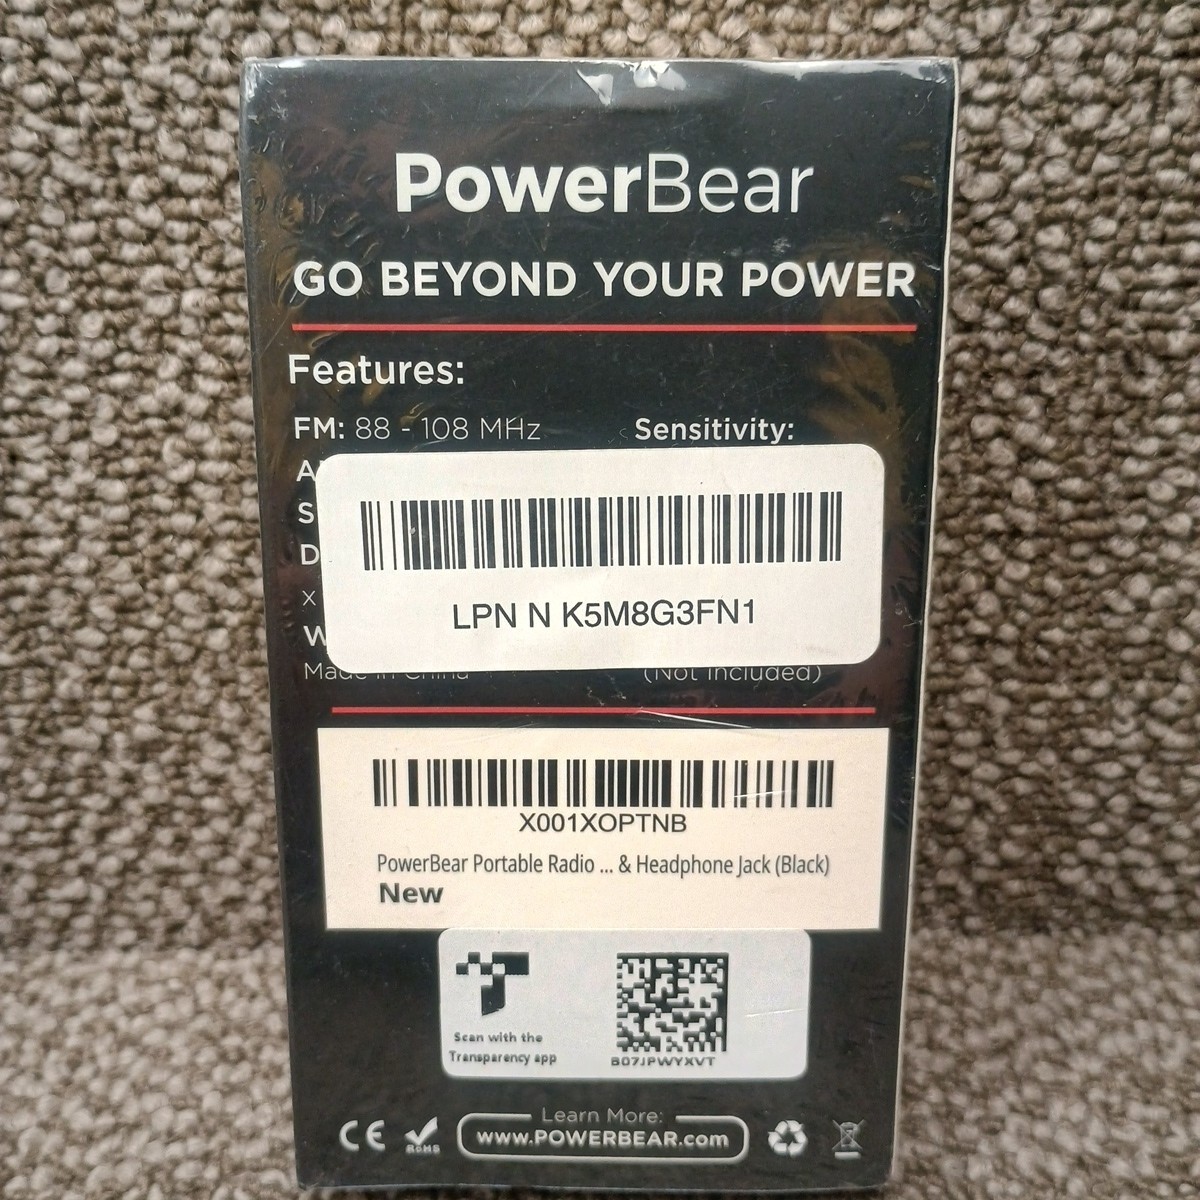 PowerBear
GO BEYOND YOUR POWER
Features:
FM: 88 - 108 MHz
Sensitivity:
LPN N K5M8G3FN1
Made in China
(Not Included)
X001XOPTNB
PowerBear Portable Radio ... & Headphone Jack (Black)
New
Scan with the
Transparency app
B07JPWYXVT
CE
RoHS
Learn More:
www.POWERBEAR.com